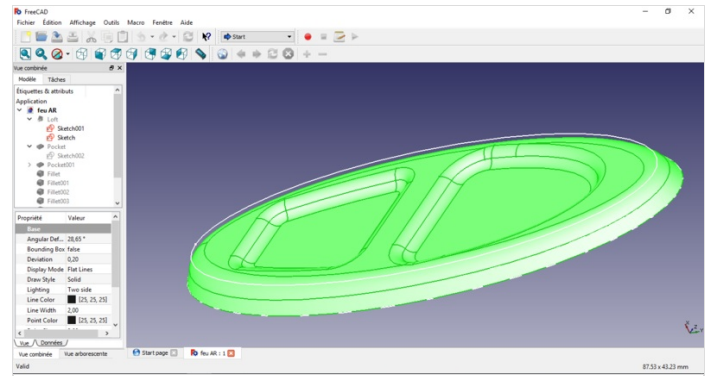 FreeCAD
Fichier Édition Affichage Outils Macro Fenêtre Aide
Start
Vue combinée
Modèle Tâches
Étiquettes & attributs
Application
feu AR
Loft
Sketch001
Sketch
Pocket
Sketch002
Pocket001
Fillet
Fillet001
Fillet002
Fillet003
Propriété Valeur
Base
Angular Def... 28,65 °
Bounding Box false
Deviation 0,20
Display Mode Flat Lines
Draw Style Solid
Lighting Two side
Line Color [25, 25, 25]
Line Width 2,00
Point Color [25, 25, 25]
Vue Données
Vue combinée Vue arborescente
Start page feu AR : 1
Valid 87.53 x 43.23 mm